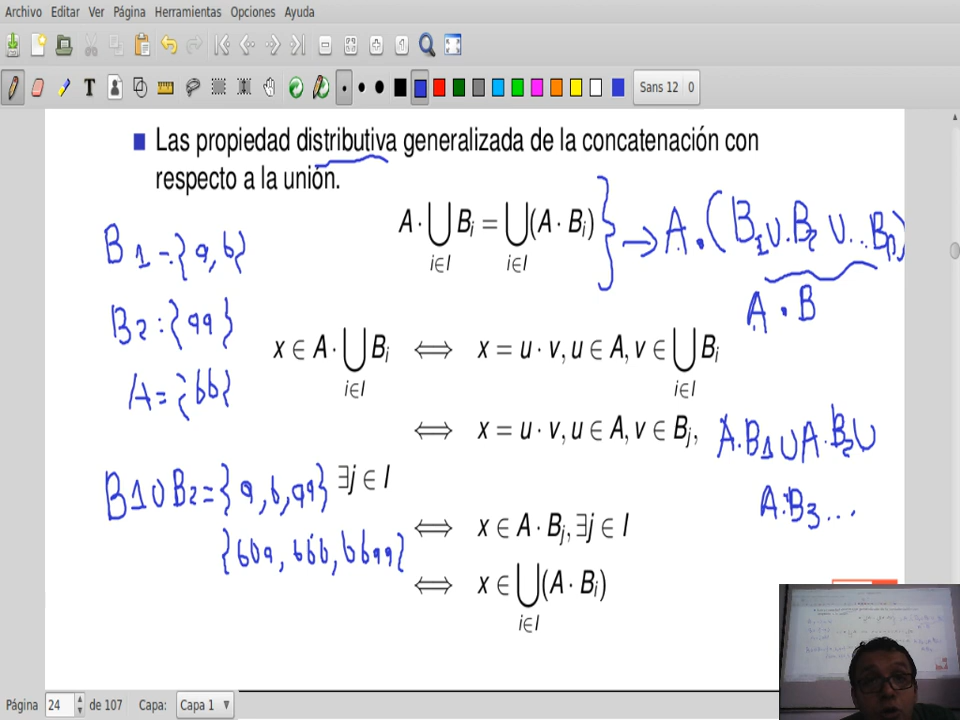 Archivo Editar Ver Página Herramientas Opciones Ayuda
T Sans 12 0
Las propiedad distributiva generalizada de la concatenación con
respecto a la unión.
A · ⋃ Bi = ⋃ (A · Bi) } → A · (B1 ∪ B2 ∪ ... Bn)
i∈I i∈I
A · B
B1 = {a, b}
B2 : {aa}
A = {bb}
x ∈ A · ⋃ Bi ⟺ x = u · v, u ∈ A, v ∈ ⋃ Bi
i∈I i∈I
⟺ x = u · v, u ∈ A, v ∈ Bj,
A·B1 ∪ A·B2 ∪
A·B3 ...
B1 ∪ B2 = {a, b, aa} ∃j ∈ I
{bba, bbb, bbaa}
⟺ x ∈ A · Bj, ∃j ∈ I
⟺ x ∈ ⋃ (A · Bi)
i∈I
Página 24 de 107 Capa: Capa 1